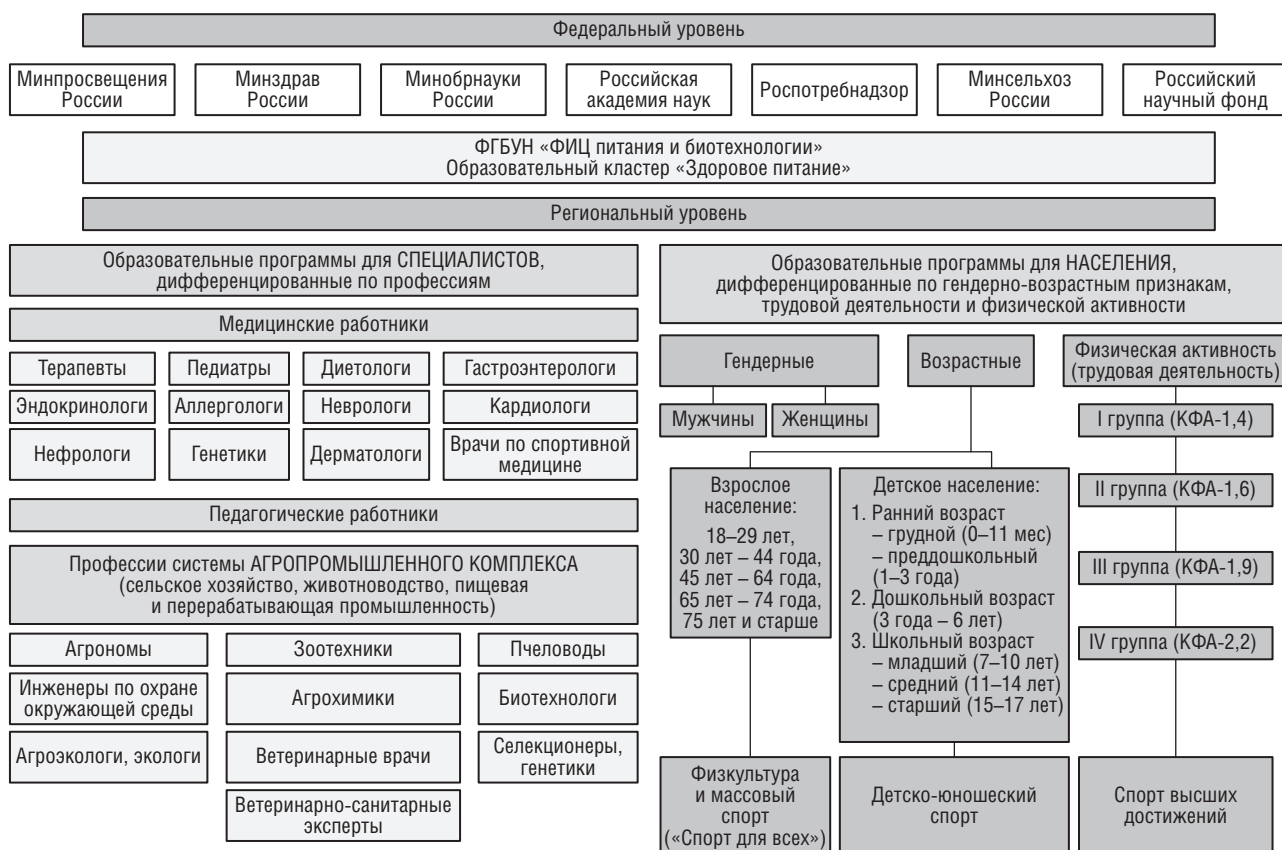 Федеральный уровень
Минпросвещения
России
Минздрав
России
Минобрнауки
России
Российская
академия наук
Роспотребнадзор
Минсельхоз
России
Российский
научный фонд
ФГБУН «ФИЦ питания и биотехнологии»
Образовательный кластер «Здоровое питание»
Региональный уровень
Образовательные программы для СПЕЦИАЛИСТОВ,
дифференцированные по профессиям
Медицинские работники
Терапевты
Педиатры
Диетологи
Гастроэнтерологи
Эндокринологи
Аллергологи
Неврологи
Кардиологи
Нефрологи
Генетики
Дерматологи
Врачи по спортивной
медицине
Педагогические работники
Профессии системы АГРОПРОМЫШЛЕННОГО КОМПЛЕКСА
(сельское хозяйство, животноводство, пищевая
и перерабатывающая промышленность)
Агрономы
Зоотехники
Пчеловоды
Инженеры по охране
окружающей среды
Агрохимики
Биотехнологи
Агроэкологи, экологи
Ветеринарные врачи
Селекционеры,
генетики
Ветеринарно-санитарные
эксперты
Образовательные программы для НАСЕЛЕНИЯ,
дифференцированные по гендерно-возрастным признакам,
трудовой деятельности и физической активности
Гендерные
Возрастные
Физическая активность
(трудовая деятельность)
Мужчины
Женщины
I группа (КФА-1,4)
II группа (КФА-1,6)
III группа (КФА-1,9)
IV группа (КФА-2,2)
Взрослое
население:
18–29 лет,
30 лет – 44 года,
45 лет – 64 года,
65 лет – 74 года,
75 лет и старше
Детское население:
1. Ранний возраст
– грудной (0–11 мес)
– преддошкольный
(1–3 года)
2. Дошкольный возраст
(3 года – 6 лет)
3. Школьный возраст
– младший (7–10 лет)
– средний (11–14 лет)
– старший (15–17 лет)
Физкультура
и массовый
спорт
(«Спорт для всех»)
Детско-юношеский
спорт
Спорт высших
достижений